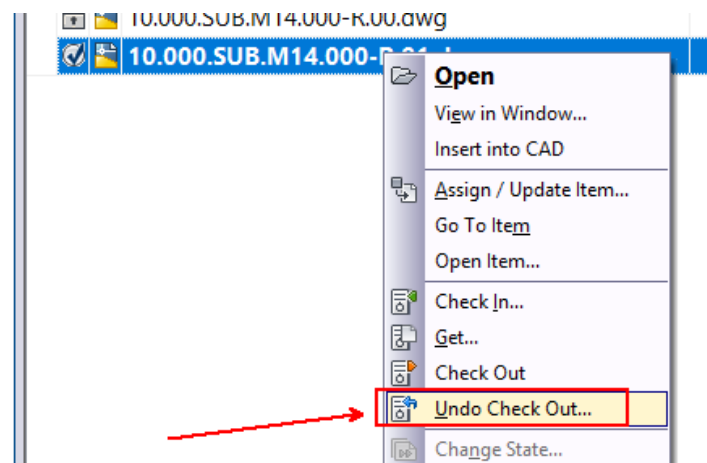 10.000.SUB.M14.000-R.00.dwg
10.000.SUB.M14.000-R.01.d
Open
View in Window...
Insert into CAD
Assign / Update Item...
Go To Item
Open Item...
Check In...
Get...
Check Out
Undo Check Out...
Change State...